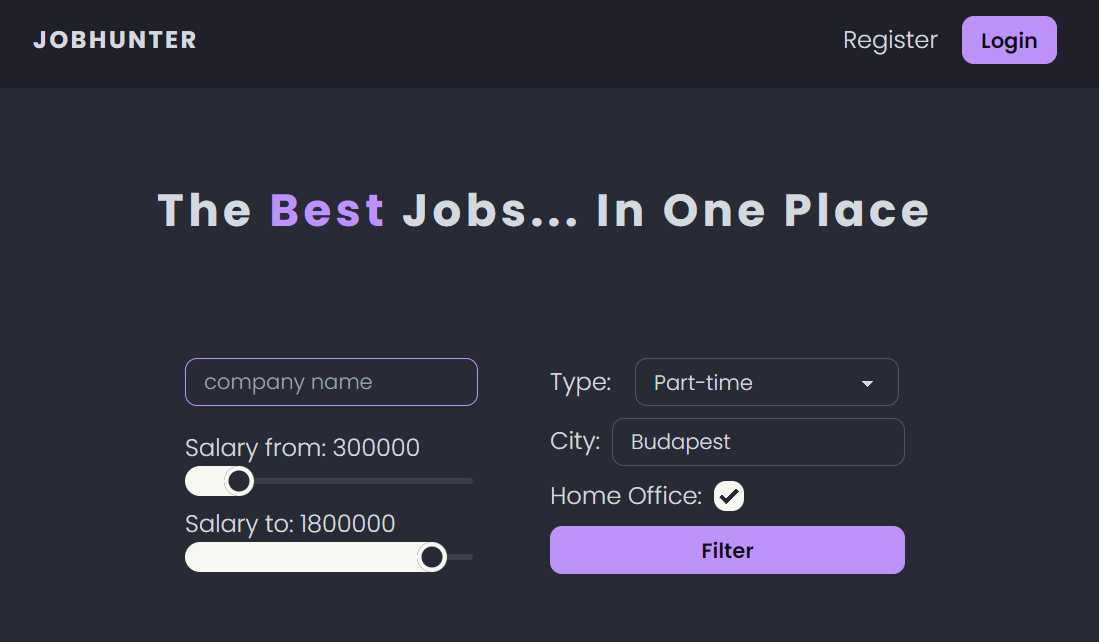 JOBHUNTER
Register
Login
The Best Jobs... In One Place
company name
Salary from: 300000
Salary to: 1800000
Type: Part-time
City: Budapest
Home Office:
Filter